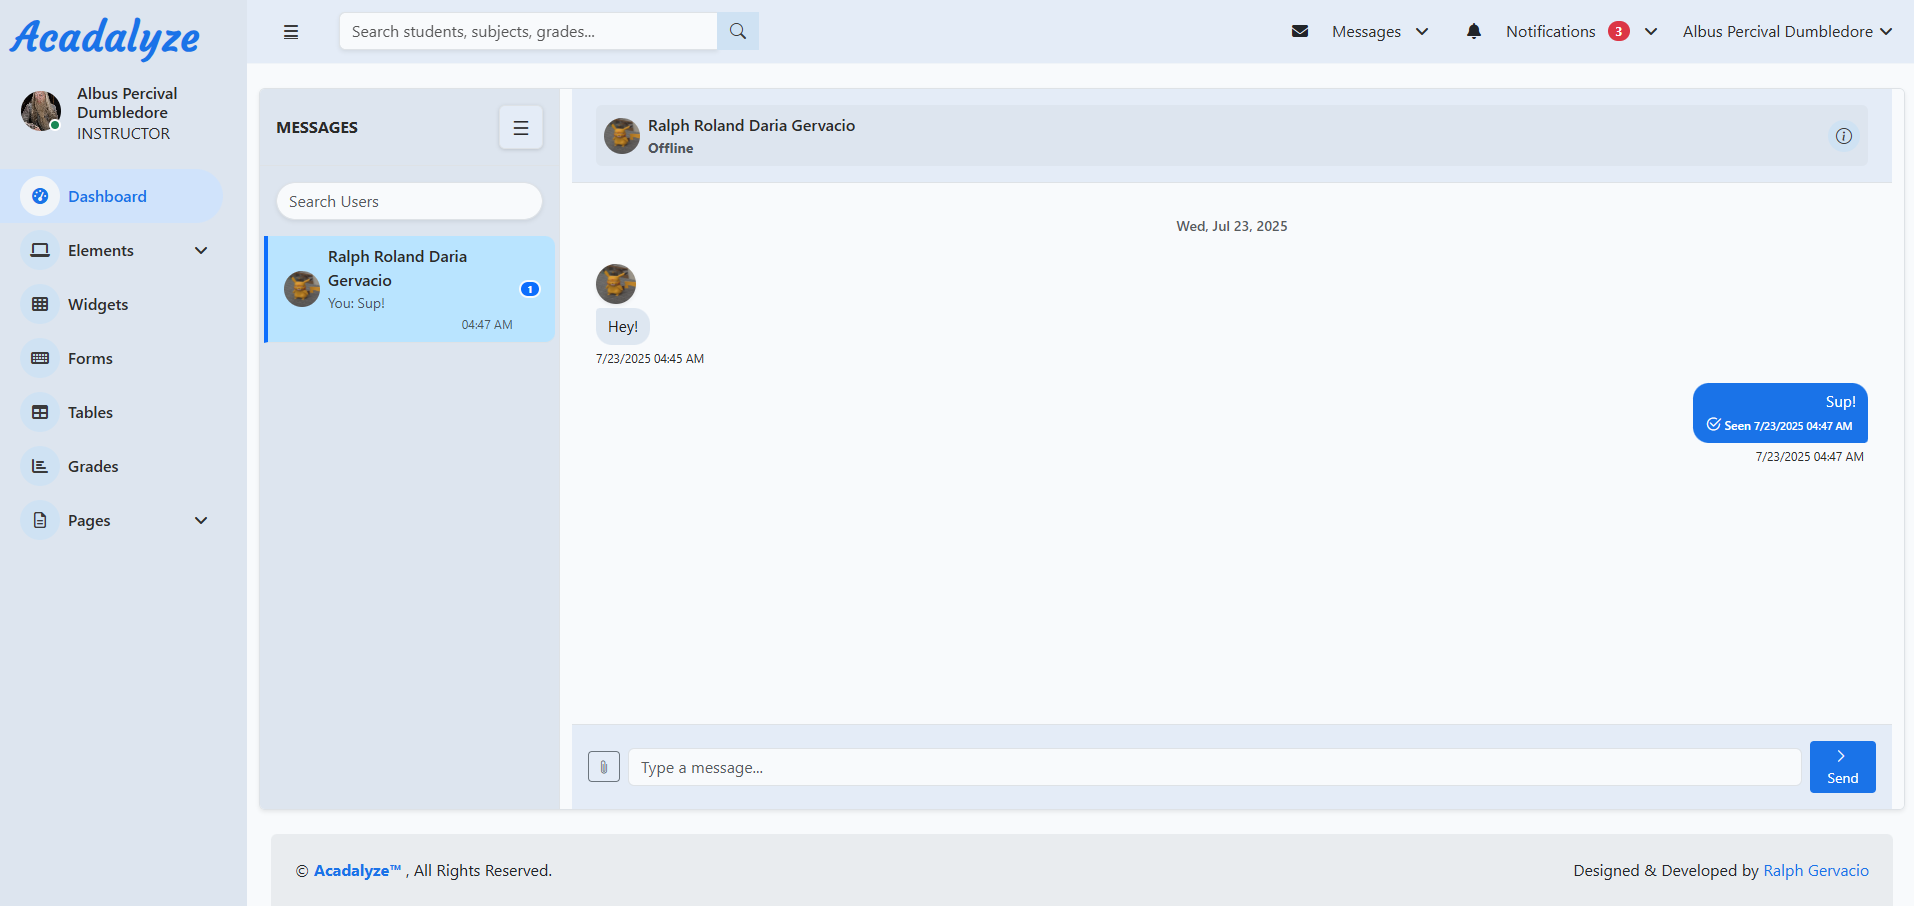 Acadalyze
Search students, subjects, grades...
Messages
Notifications 3
Albus Percival Dumbledore
Albus Percival
Dumbledore
INSTRUCTOR
Dashboard
Elements
Widgets
Forms
Tables
Grades
Pages
MESSAGES
Search Users
Ralph Roland Daria
Gervacio
You: Sup!
1
04:47 AM
Ralph Roland Daria Gervacio
Offline
Wed, Jul 23, 2025
Hey!
7/23/2025 04:45 AM
Sup!
Seen 7/23/2025 04:47 AM
7/23/2025 04:47 AM
Type a message...
Send
© Acadalyze™ , All Rights Reserved.
Designed & Developed by Ralph Gervacio